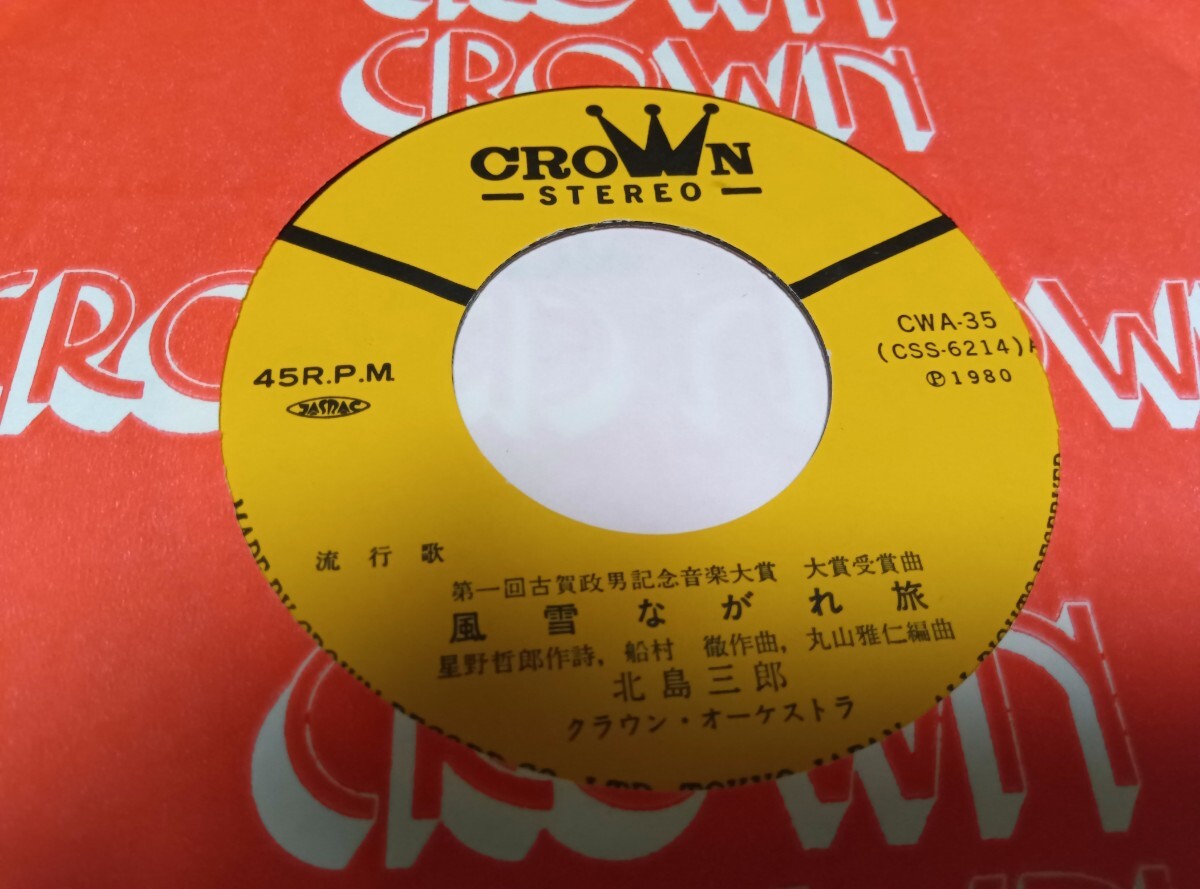 CROWN
CROWN
CROWN
STEREO
CROWN
CROWN
CWA-35
(CSS-6214)A
℗1980
45R.P.M
JASRAC
流行歌
第一回古賀政男記念音楽大賞 大賞受賞曲
風雪ながれ旅
星野哲郎作詩, 船村 徹作曲, 丸山雅仁編曲
北島三郎
クラウン・オーケストラ
CROWN